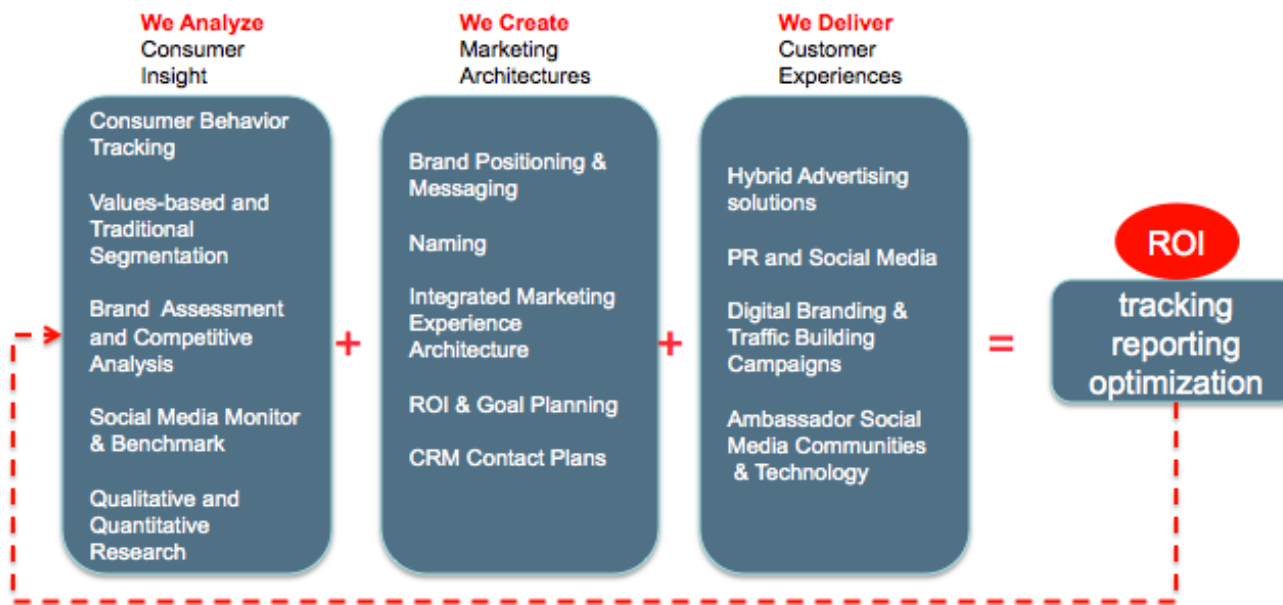 We Analyze
Consumer
Insight
Consumer Behavior
Tracking
Values-based and
Traditional
Segmentation
Brand Assessment
and Competitive
Analysis
Social Media Monitor
& Benchmark
Qualitative and
Quantitative
Research
+
We Create
Marketing
Architectures
Brand Positioning &
Messaging
Naming
Integrated Marketing
Experience
Architecture
ROI & Goal Planning
CRM Contact Plans
+
We Deliver
Customer
Experiences
Hybrid Advertising
solutions
PR and Social Media
Digital Branding &
Traffic Building
Campaigns
Ambassador Social
Media Communities
& Technology
=
ROI
tracking
reporting
optimization